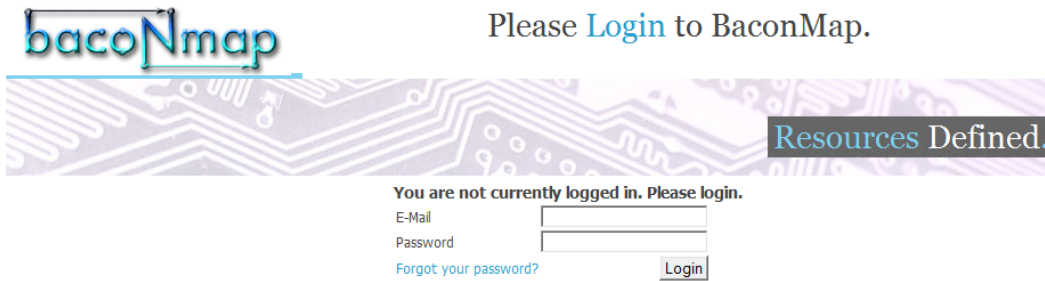 bacoNmap
Please Login to BaconMap.
Resources Defined.
You are not currently logged in. Please login.
E-Mail
Password
Forgot your password?
Login